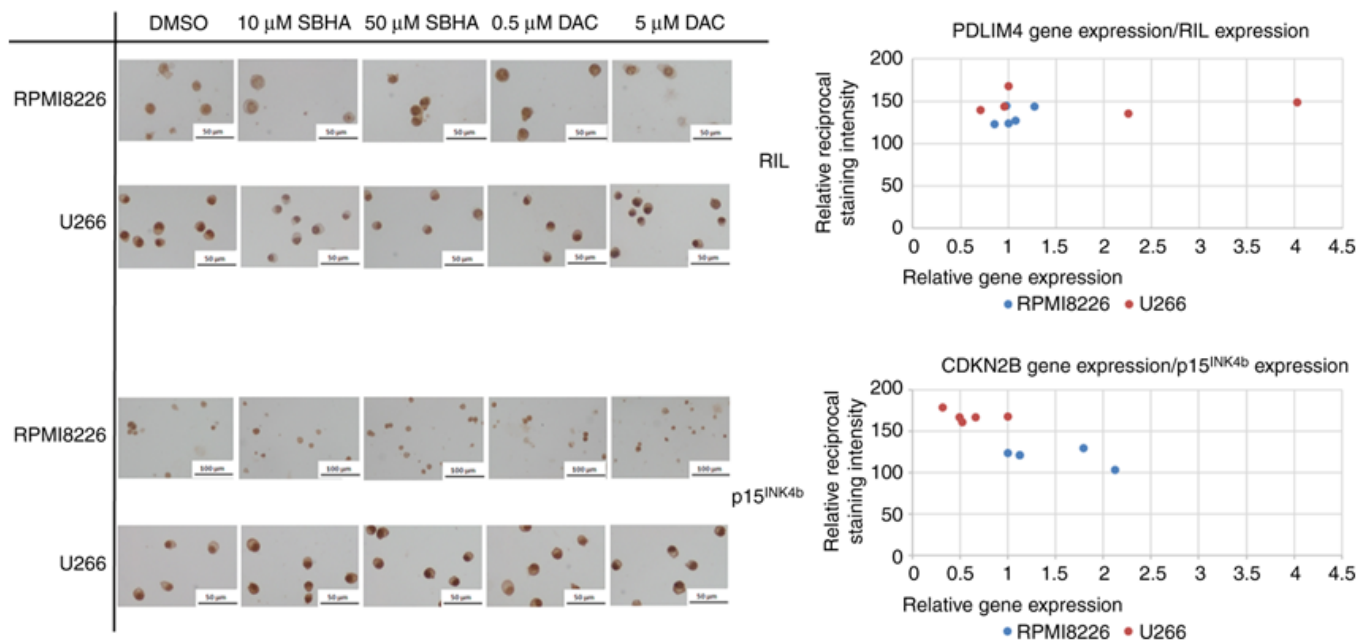 DMSO 10 μM SBHA 50 μM SBHA 0.5 μM DAC 5 μM DAC
RPMI8226
50 μm 50 μm 50 μm 50 μm 50 μm
RIL
U266
50 μm 50 μm 50 μm 50 μm 50 μm
RPMI8226
100 μm 100 μm 100 μm 100 μm 100 μm
p15INK4b
U266
50 μm 50 μm 50 μm 50 μm 50 μm
PDLIM4 gene expression/RIL expression
Relative reciprocal
staining intensity
200
150
100
50
0
0 0.5 1 1.5 2 2.5 3 3.5 4 4.5
Relative gene expression
RPMI8226 U266
CDKN2B gene expression/p15INK4b expression
Relative reciprocal
staining intensity
200
150
100
50
0
0 0.5 1 1.5 2 2.5 3 3.5 4 4.5
Relative gene expression
RPMI8226 U266